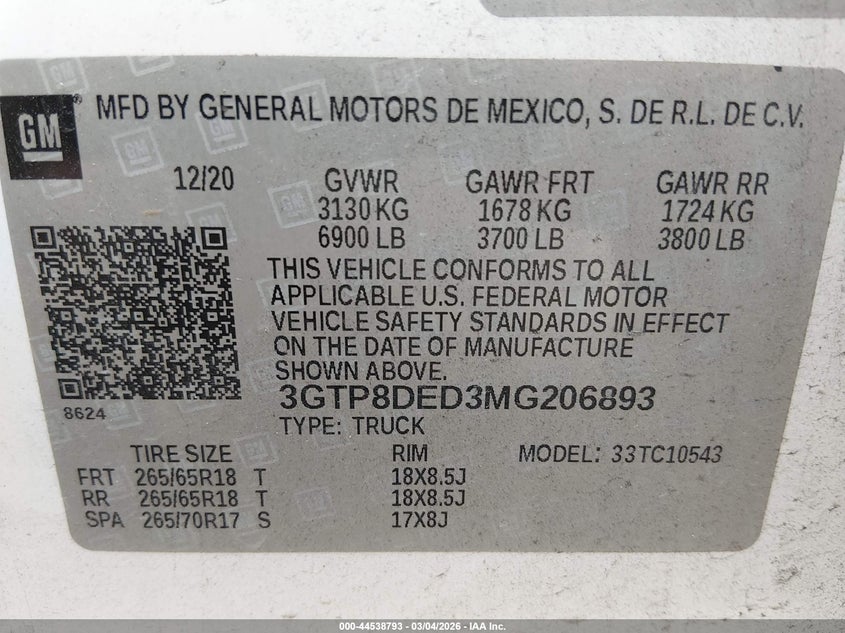 GM
MFD BY GENERAL MOTORS DE MEXICO, S. DE R.L. DE C.V.
12/20 GVWR GAWR FRT GAWR RR
3130 KG 1678 KG 1724 KG
6900 LB 3700 LB 3800 LB
THIS VEHICLE CONFORMS TO ALL
APPLICABLE U.S. FEDERAL MOTOR
VEHICLE SAFETY STANDARDS IN EFFECT
ON THE DATE OF MANUFACTURE
SHOWN ABOVE.
8624
3GTP8DED3MG206893
TYPE: TRUCK
TIRE SIZE RIM MODEL: 33TC10543
FRT 265/65R18 T 18X8.5J
RR 265/65R18 T 18X8.5J
SPA 265/70R17 S 17X8J
000-44538793 - 03/04/2026 - IAA Inc.